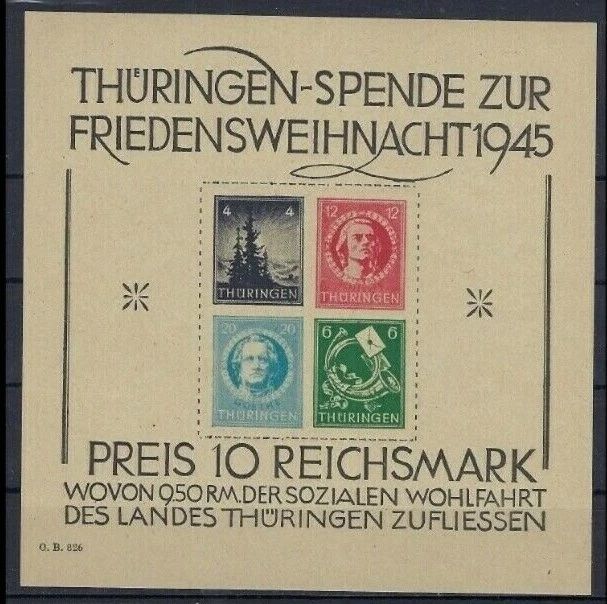 THÜRINGEN-SPENDE ZUR
FRIEDENSWEIHNACHT 1945
4 4
THÜRINGEN
12 12
THÜRINGEN
20 20
THÜRINGEN
6 6
THÜRINGEN
PREIS 10 REICHSMARK
WOVON 9,50 RM. DER SOZIALEN WOHLFAHRT
DES LANDES THÜRINGEN ZUFLIESSEN
G. B. 826